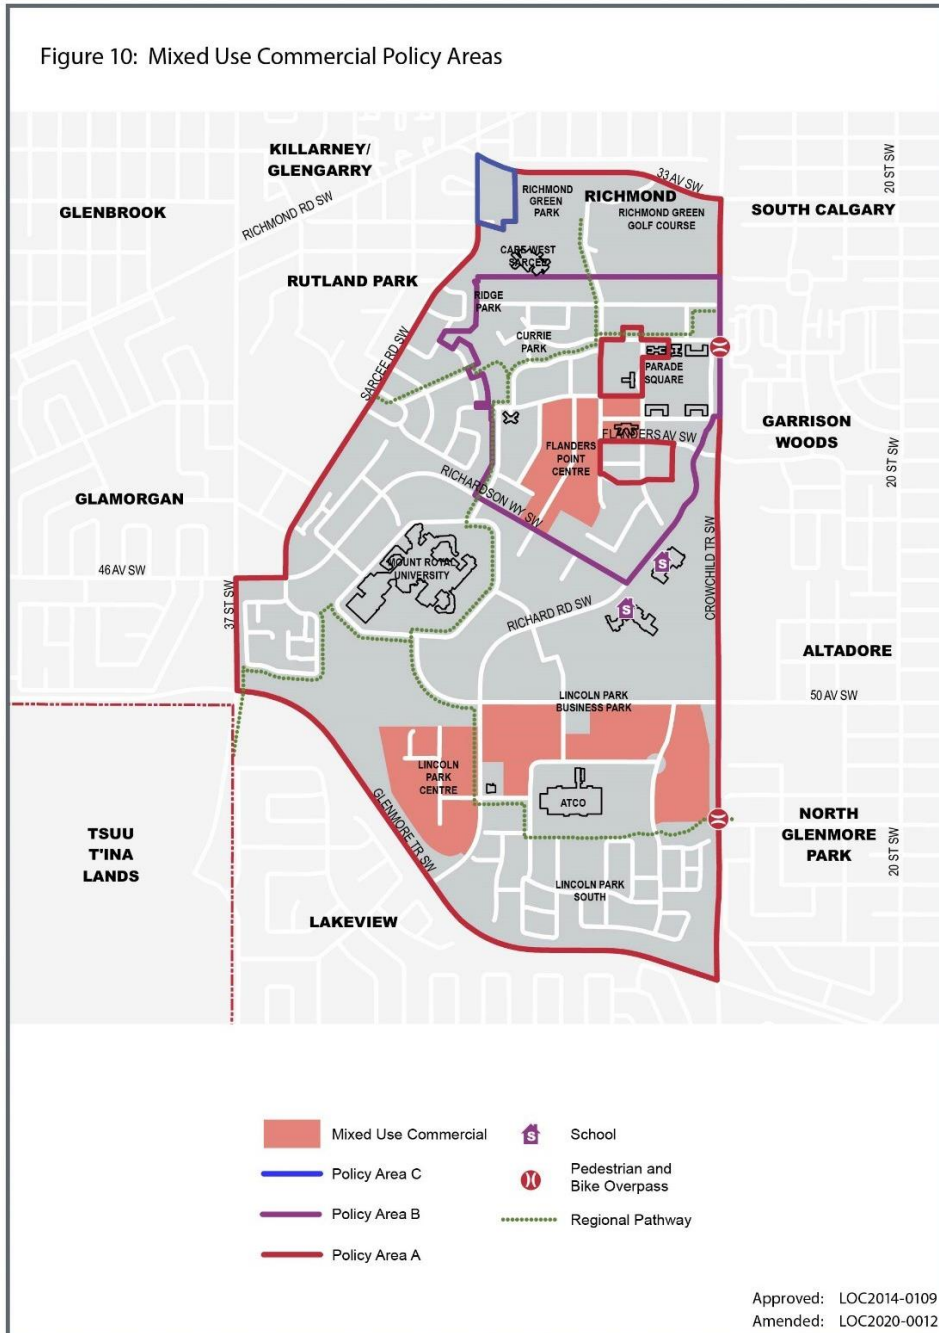 Figure 10: Mixed Use Commercial Policy Areas
KILLARNEY/
GLENGARRY
20 ST SW
33 AV SW
RICHMOND
GREEN
PARK
RICHMOND
RICHMOND GREEN
GOLF COURSE
GLENBROOK
RICHMOND RD SW
SOUTH CALGARY
CARE WEST
SARCEE
RUTLAND PARK
RIDGE
PARK
CURRIE
PARK
SARCEE RD SW
PARADE
SQUARE
GARRISON
WOODS
FLANDERS AV SW
FLANDERS
POINT
CENTRE
20 ST SW
GLAMORGAN
RICHARDSON WY SW
CROWCHILD TR SW
46 AV SW
MOUNT ROYAL
UNIVERSITY
S
S
37 ST SW
RICHARD RD SW
ALTADORE
50 AV SW
LINCOLN PARK
BUSINESS PARK
LINCOLN
PARK
CENTRE
ATCO
GLENMORE TR SW
NORTH
GLENMORE
PARK
20 ST SW
TSUU
T'INA
LANDS
LINCOLN PARK
SOUTH
LAKEVIEW
Mixed Use Commercial
S
School
Policy Area C
Pedestrian and
Bike Overpass
Policy Area B
Regional Pathway
Policy Area A
Approved: LOC2014-0109
Amended: LOC2020-0012